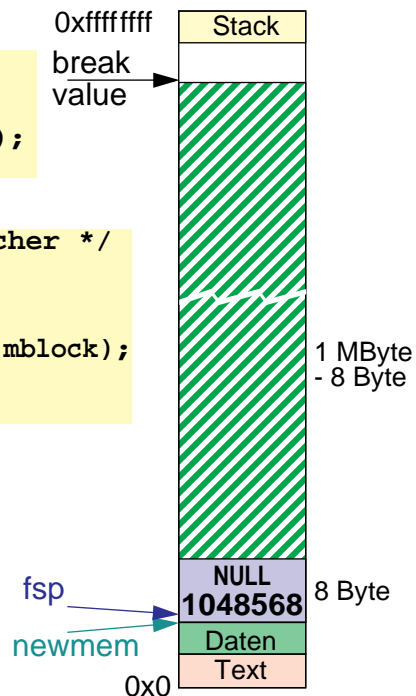 0xffffffff
Stack
break
value
);
cher */
mblock);
1 MByte
- 8 Byte
NULL
1048568
8 Byte
fsp
newmem
Daten
Text
0x0